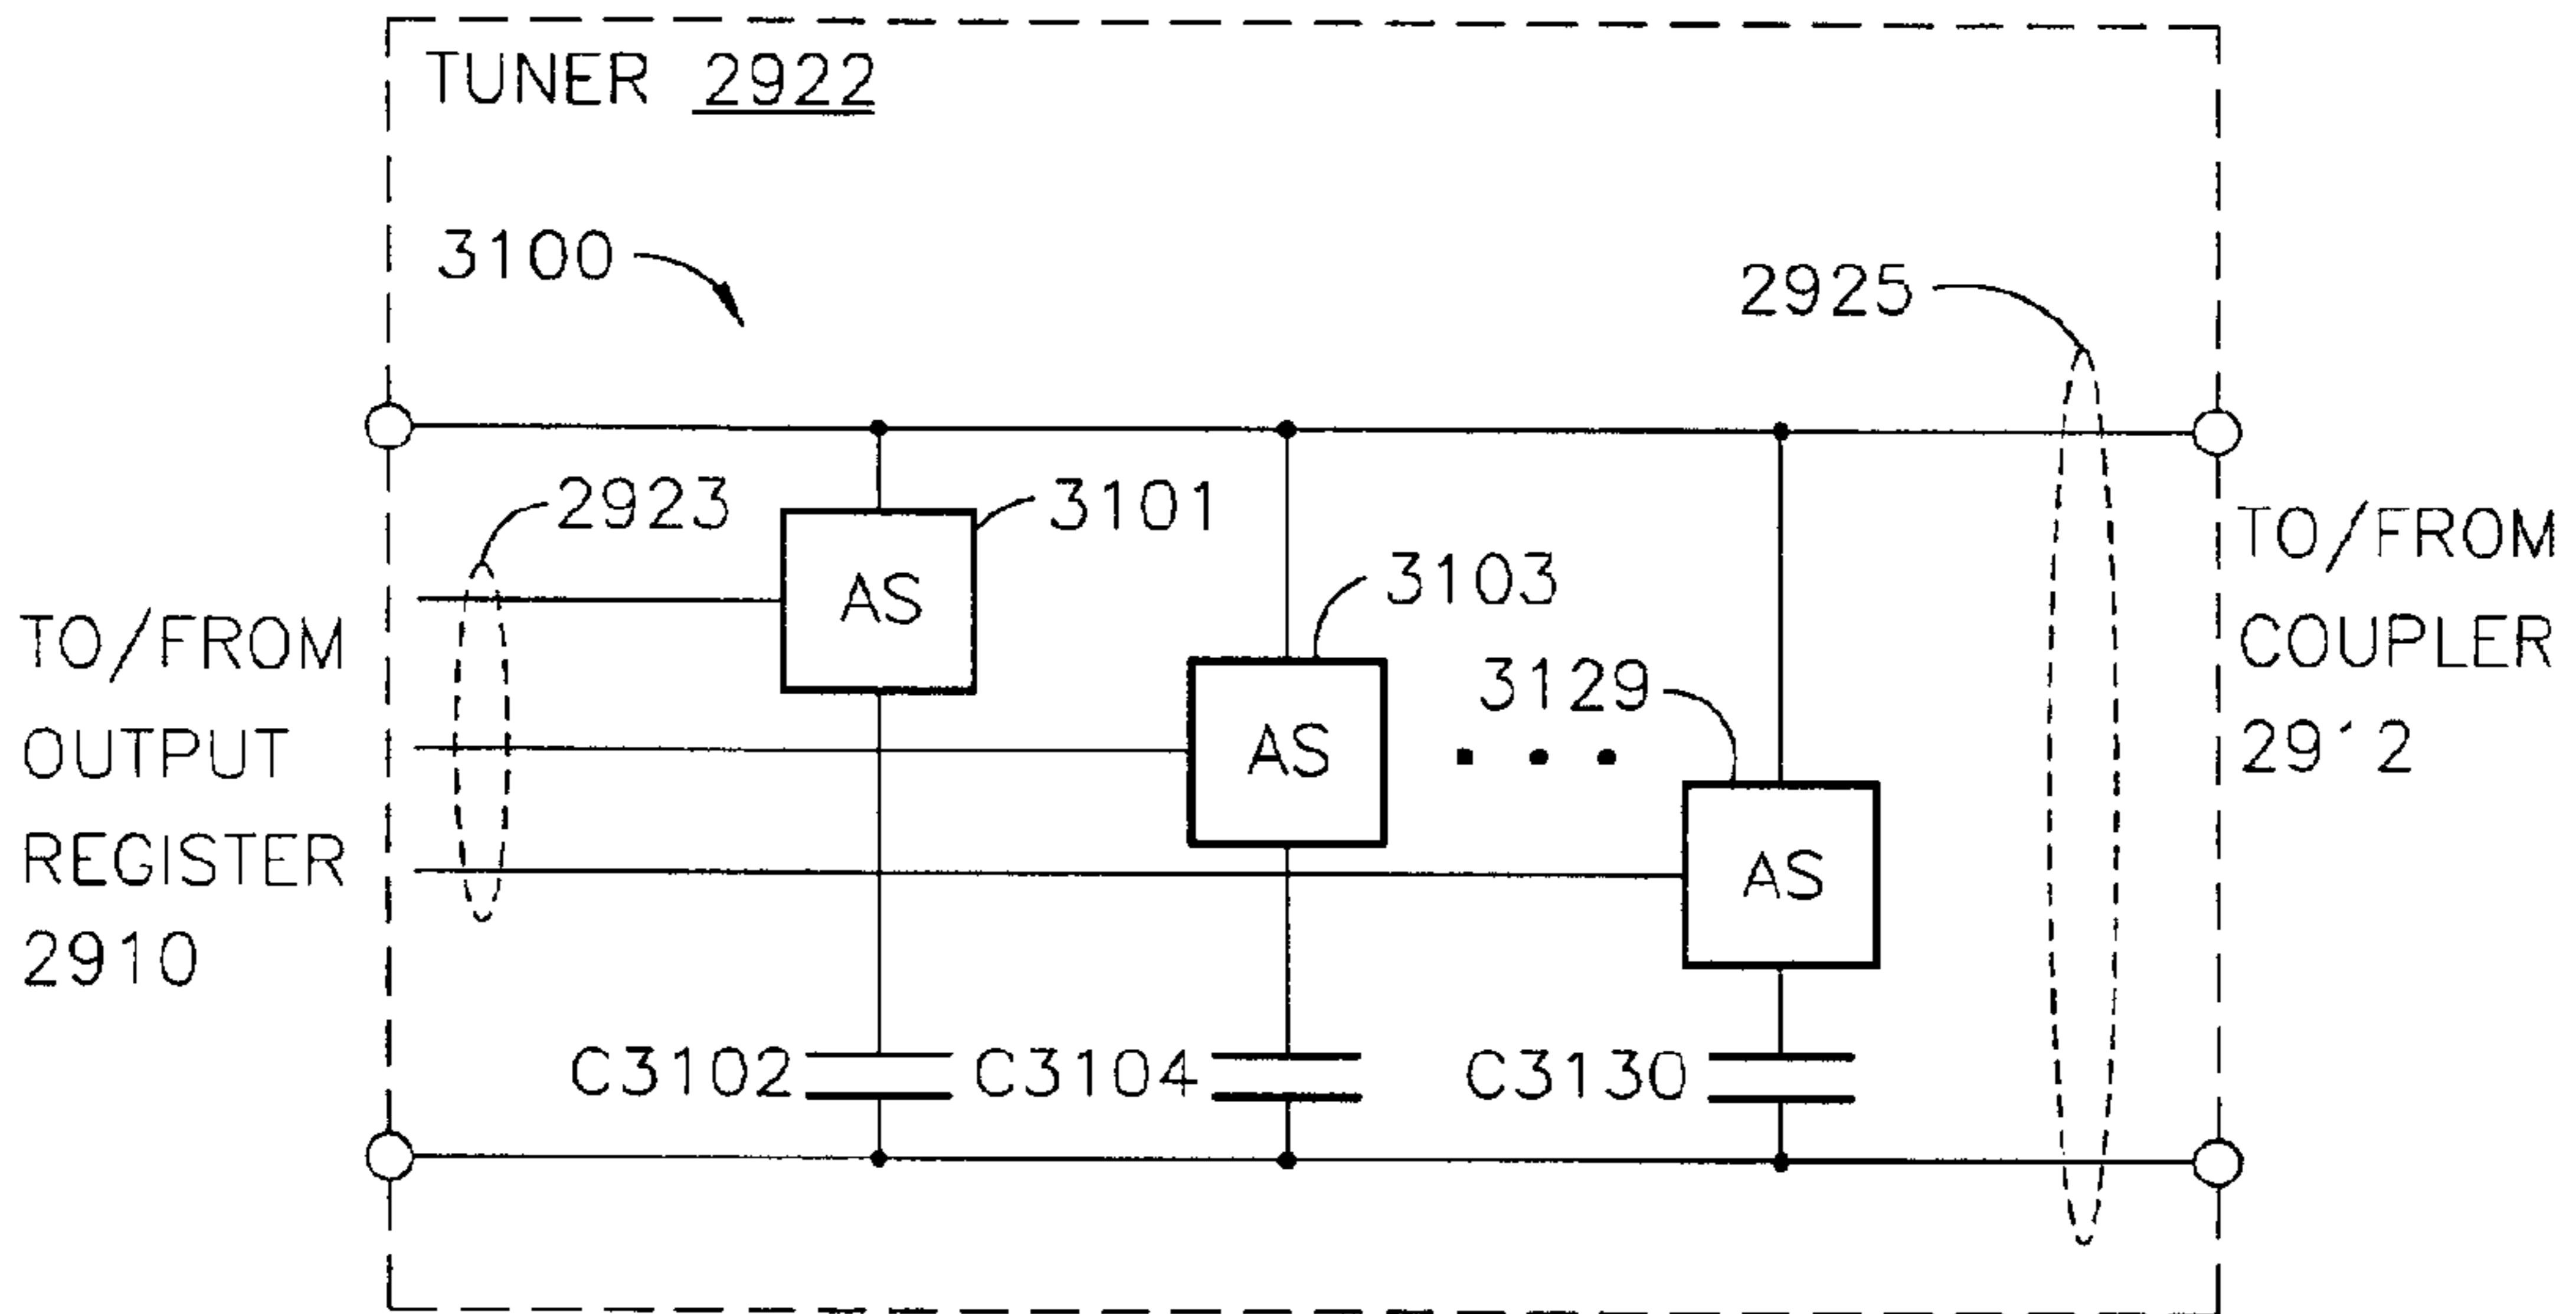 TUNER 2922
3100
2925
2923
3101
3103
3129
AS
AS
AS
TO/FROM
OUTPUT
REGISTER
2910
TO/FROM
COUPLER
29'2
C3102
C3104
C3130